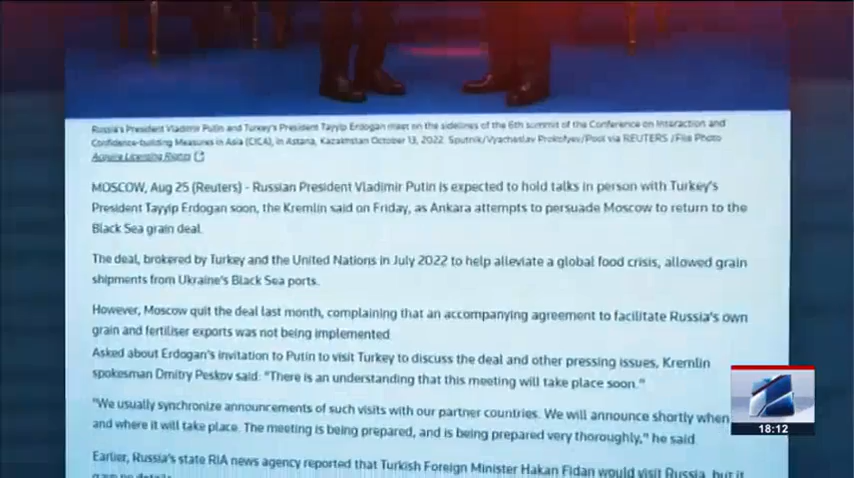 Russia's President Vladimir Putin and Turkey's President Tayyip Erdogan meet on the sidelines of the 6th summit of the Conference on Interaction and
Confidence-building Measures in Asia (CICA), in Astana, Kazakhstan October 13, 2022. Sputnik/Vyacheslav Prokofyev/Pool via REUTERS /File Photo
Acquire Licensing Rights
MOSCOW, Aug 25 (Reuters) - Russian President Vladimir Putin is expected to hold talks in person with Turkey's
President Tayyip Erdogan soon, the Kremlin said on Friday, as Ankara attempts to persuade Moscow to return to the
Black Sea grain deal.
The deal, brokered by Turkey and the United Nations in July 2022 to help alleviate a global food crisis, allowed grain
shipments from Ukraine's Black Sea ports.
However, Moscow quit the deal last month, complaining that an accompanying agreement to facilitate Russia's own
grain and fertiliser exports was not being implemented.
Asked about Erdogan's invitation to Putin to visit Turkey to discuss the deal and other pressing issues, Kremlin
spokesman Dmitry Peskov said: "There is an understanding that this meeting will take place soon."
"We usually synchronize announcements of such visits with our partner countries. We will announce shortly when
and where it will take place. The meeting is being prepared, and is being prepared very thoroughly," he said.
Earlier, Russia's state RIA news agency reported that Turkish Foreign Minister Hakan Fidan would visit Russia, but it
gave no details.
18:12